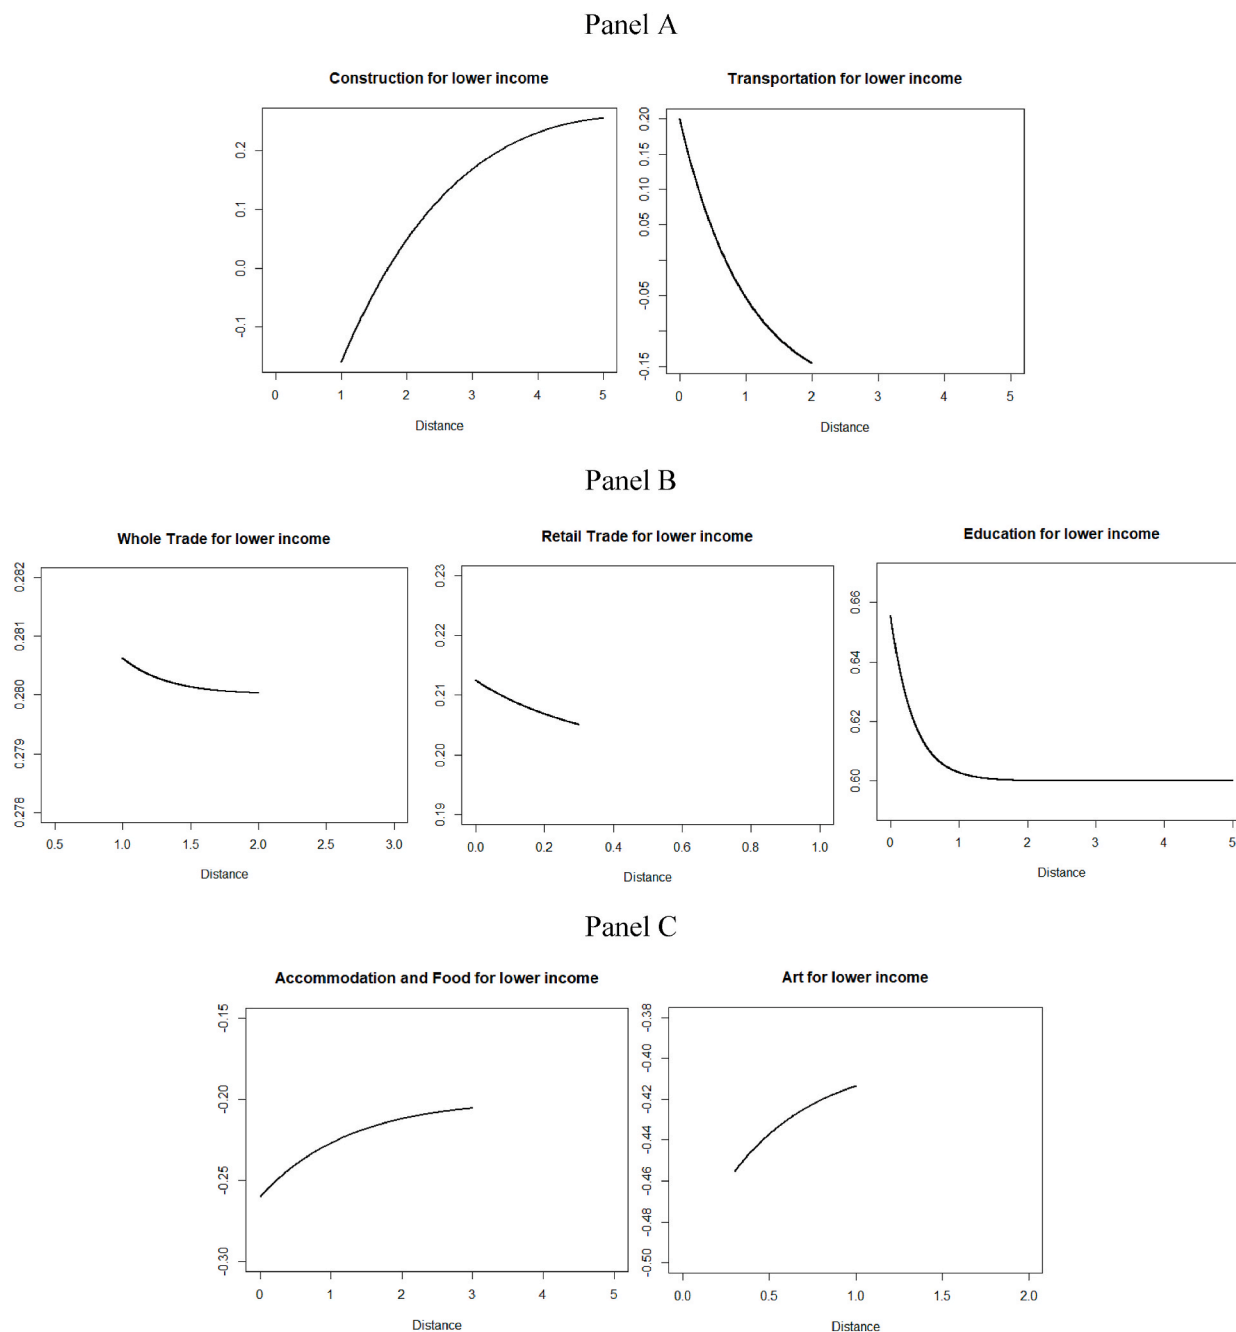 Panel A
Construction for lower income
Transportation for lower income
0.2
0.1
0.0
-0.1
0 1 2 3 4 5
Distance
0.20
0.15
0.10
0.05
-0.05
-0.15
0 1 2 3 4 5
Distance
Panel B
Whole Trade for lower income
Retail Trade for lower income
Education for lower income
0.282
0.281
0.280
0.279
0.278
0.5 1.0 1.5 2.0 2.5 3.0
Distance
0.23
0.22
0.21
0.20
0.19
0.0 0.2 0.4 0.6 0.8 1.0
Distance
0.66
0.64
0.62
0.60
0 1 2 3 4 5
Distance
Panel C
Accommodation and Food for lower income
Art for lower income
-0.15
-0.20
-0.25
-0.30
0 1 2 3 4 5
Distance
-0.38
-0.40
-0.42
-0.44
-0.46
-0.48
-0.50
0.0 0.5 1.0 1.5 2.0
Distance